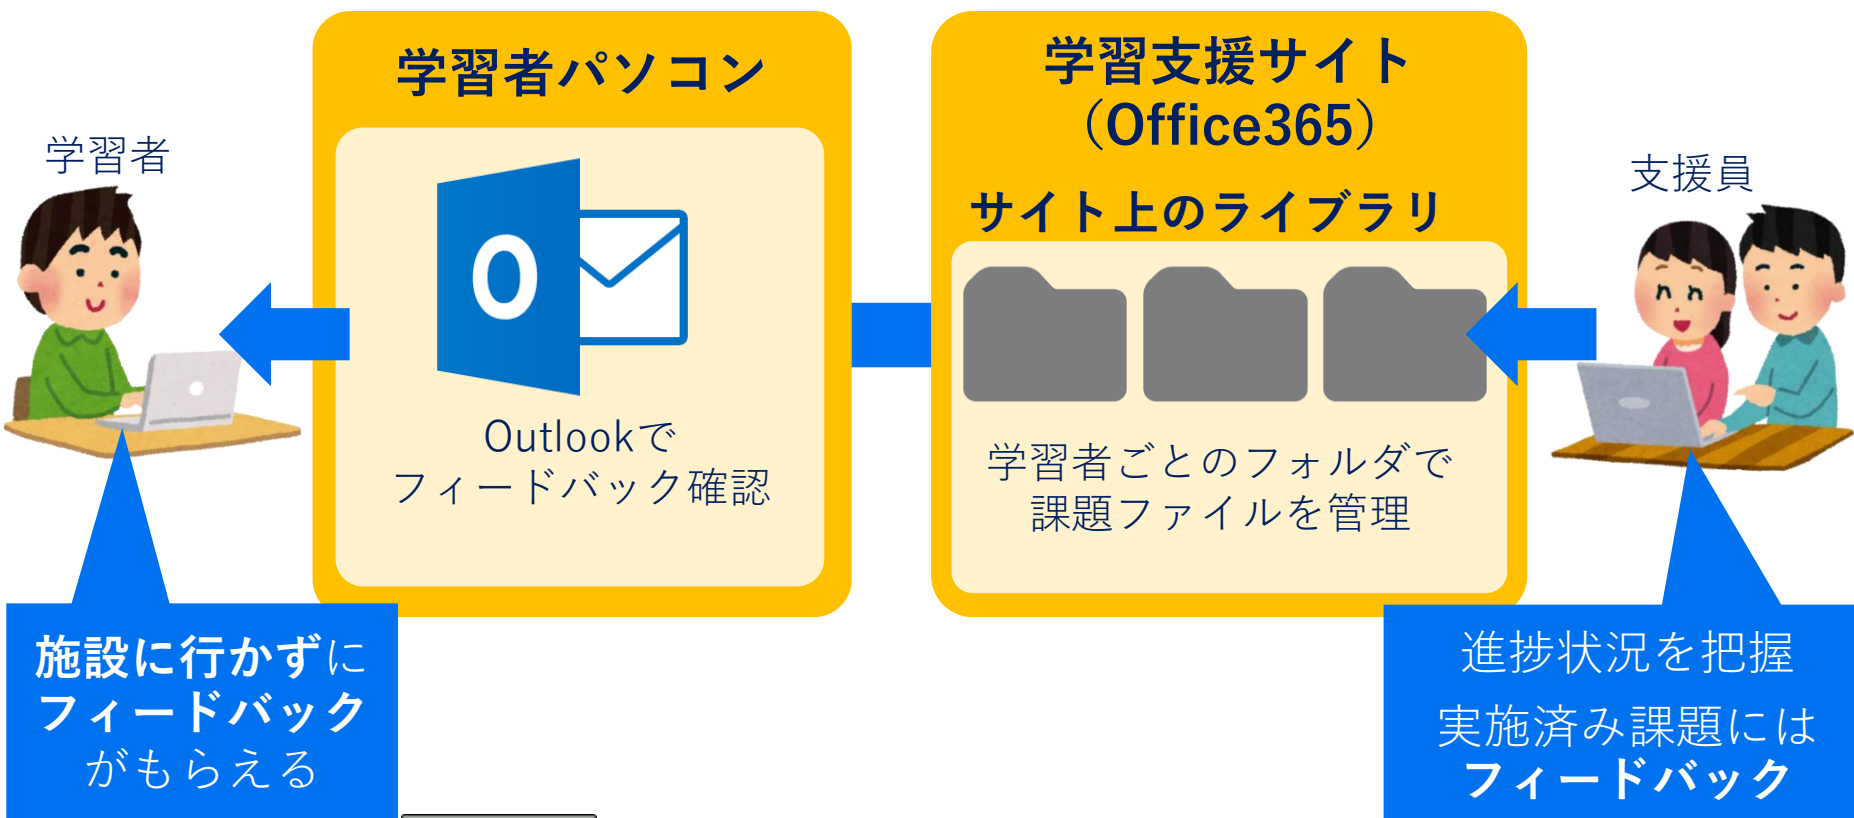 学習者
学習者パソコン
O
Outlookで
フィードバック確認
学習支援サイト
（Office365）
サイト上のライブラリ
学習者ごとのフォルダで
課題ファイルを管理
支援員
施設に行かずに
フィードバック
がもらえる
進捗状況を把握
実施済み課題には
フィードバック